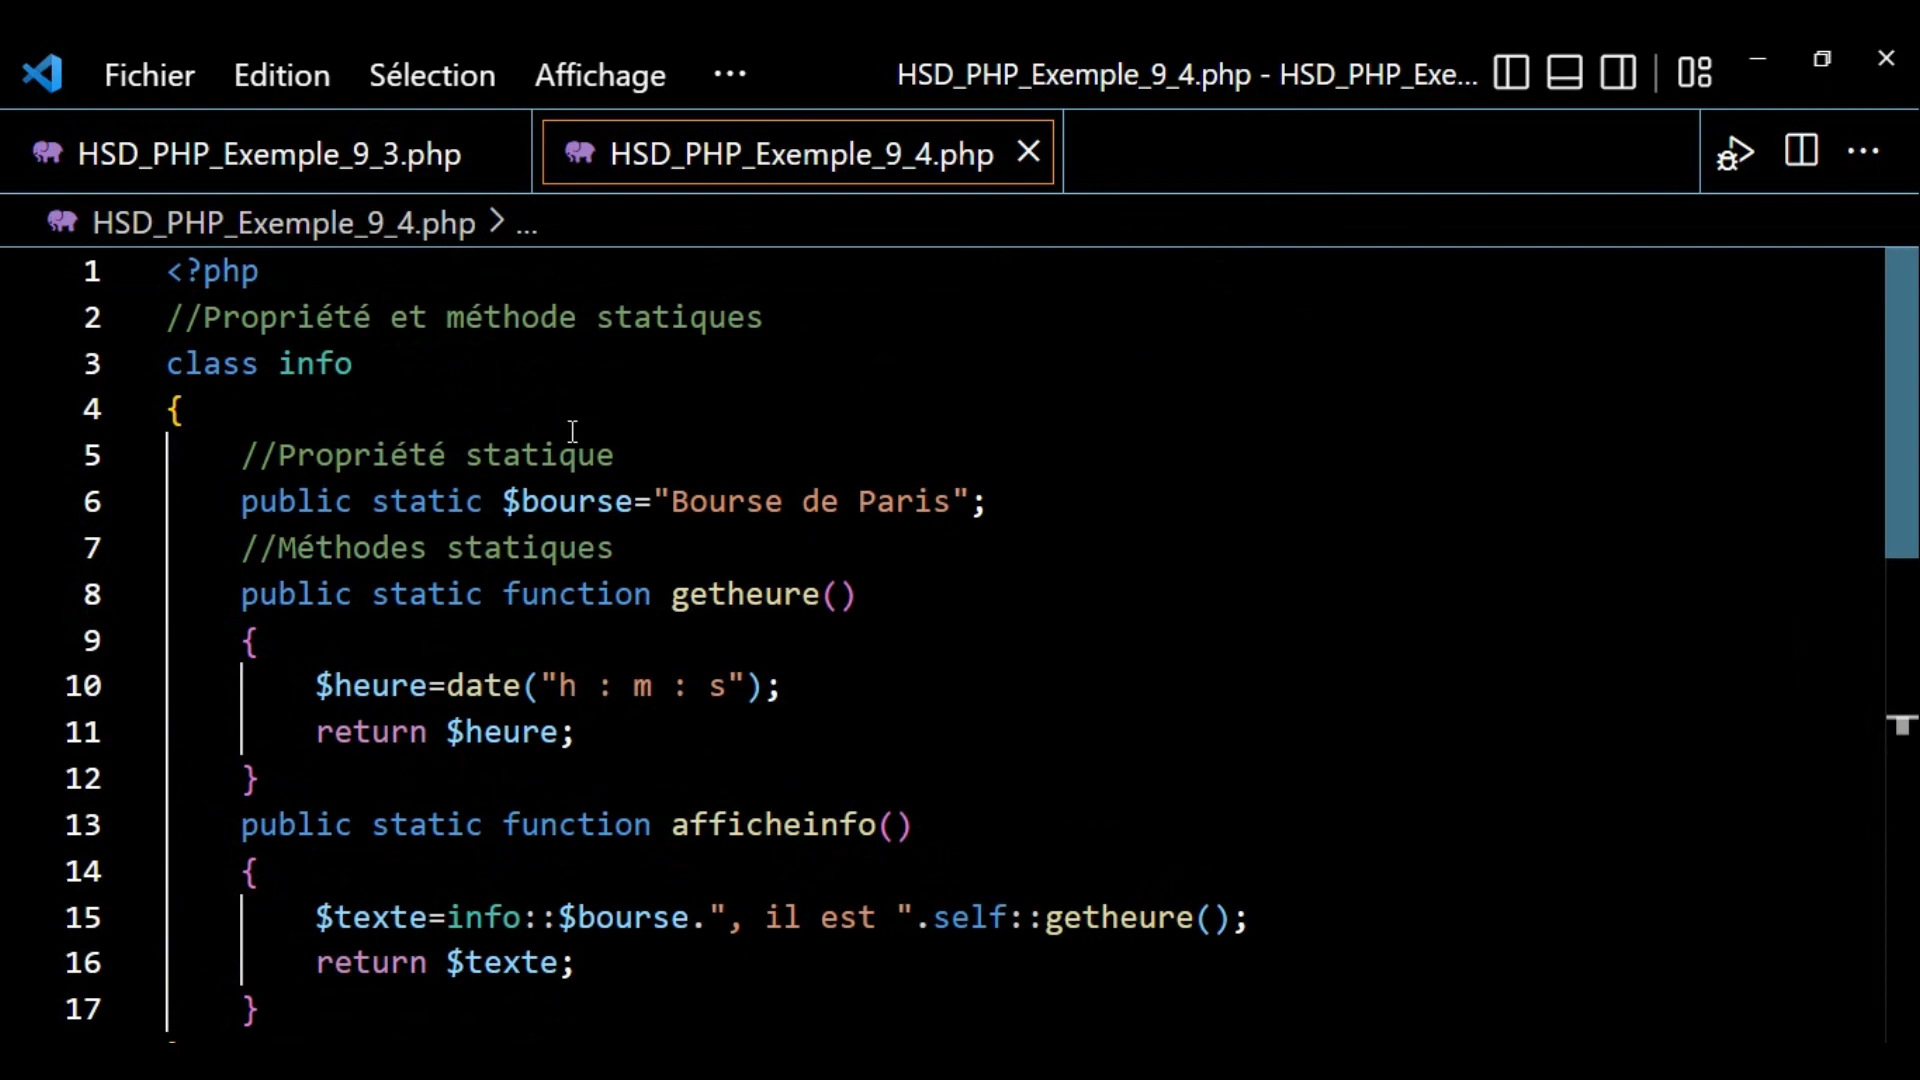 Fichier Edition Sélection Affichage ... HSD_PHP_Exemple_9_4.php - HSD_PHP_Exe...
HSD_PHP_Exemple_9_3.php HSD_PHP_Exemple_9_4.php
HSD_PHP_Exemple_9_4.php > ...
1 <?php
2 //Propriété et méthode statiques
3 class info
4 {
5 //Propriété statique
6 public static $bourse="Bourse de Paris";
7 //Méthodes statiques
8 public static function getheure()
9 {
10 $heure=date("h : m : s");
11 return $heure;
12 }
13 public static function afficheinfo()
14 {
15 $texte=info::$bourse.", il est ".self::getheure();
16 return $texte;
17 }